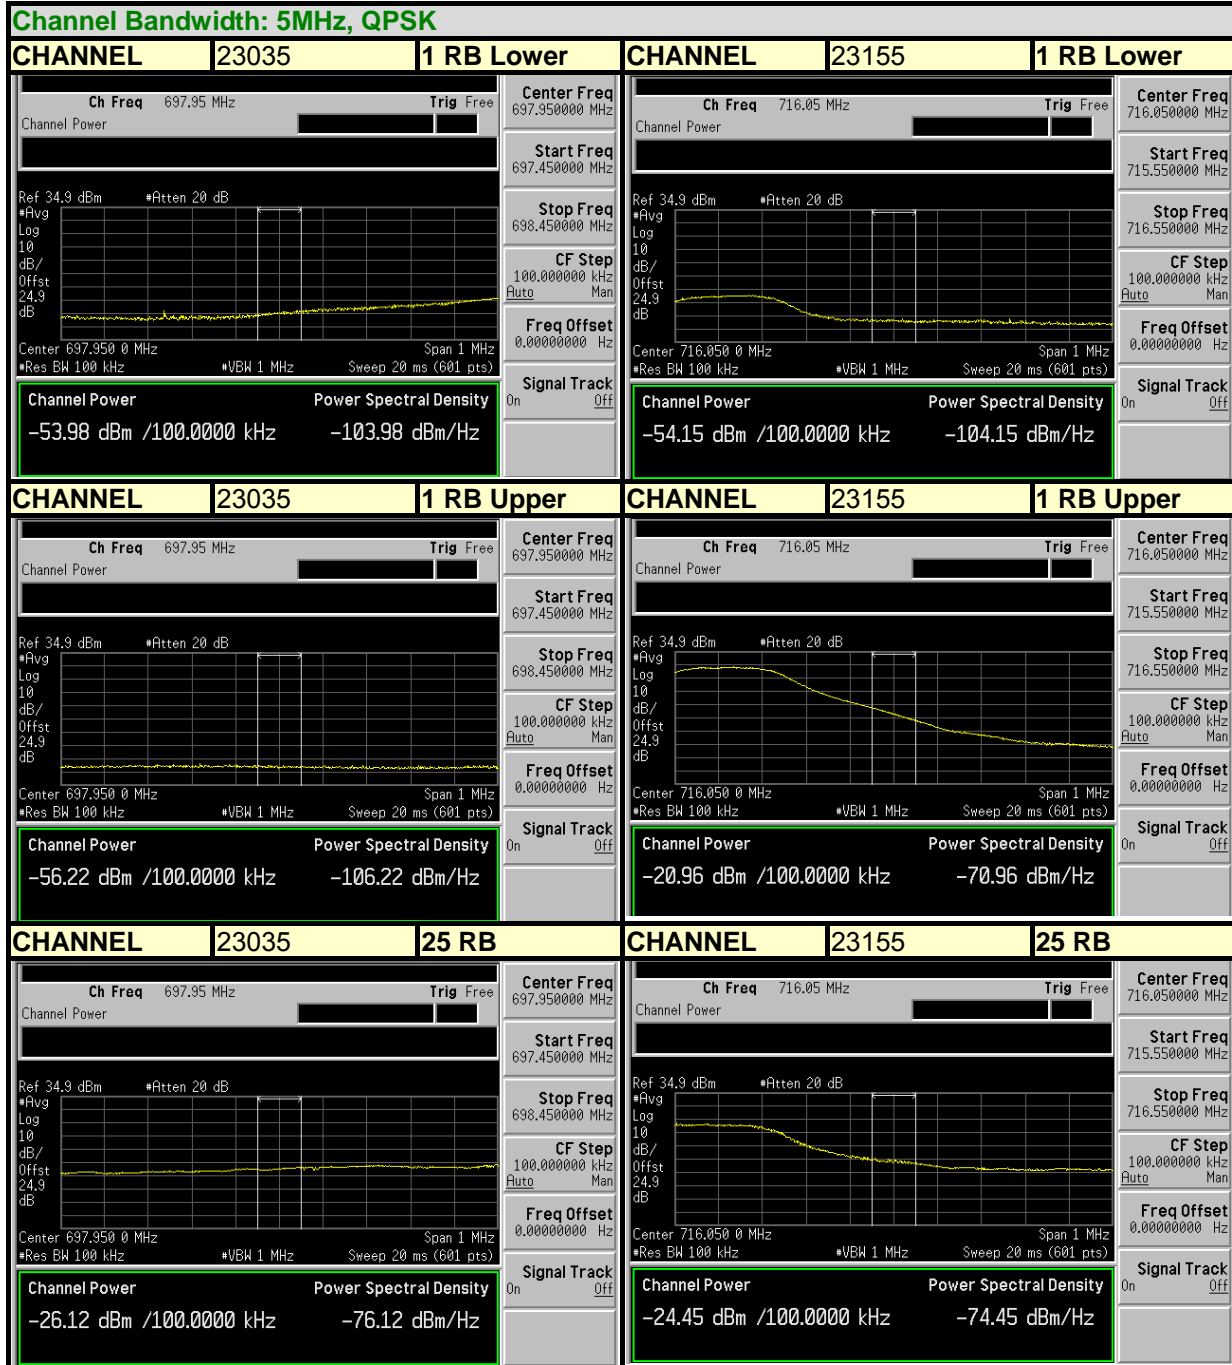 Channel Bandwidth: 5MHz, QPSK
CHANNEL 23035 1 RB Lower CHANNEL 23155 1 RB Lower
Ch Freq 697.95 MHz Trig Free
Channel Power
Ref 34.9 dBm #Atten 20 dB
#Avg
Log
10
dB/
Offst
24.9
dB
Center 697.950 0 MHz Span 1 MHz
#Res BW 100 kHz #VBW 1 MHz Sweep 20 ms (601 pts)
Channel Power Power Spectral Density
-53.98 dBm /100.0000 kHz -103.98 dBm/Hz
Center Freq
697.950000 MHz
Start Freq
697.450000 MHz
Stop Freq
698.450000 MHz
CF Step
100.000000 kHz
Auto Man
Freq Offset
0.00000000 Hz
Signal Track
On Off
Ch Freq 716.05 MHz Trig Free
Channel Power
Ref 34.9 dBm #Atten 20 dB
#Avg
Log
10
dB/
Offst
24.9
dB
Center 716.050 0 MHz Span 1 MHz
#Res BW 100 kHz #VBW 1 MHz Sweep 20 ms (601 pts)
Channel Power Power Spectral Density
-54.15 dBm /100.0000 kHz -104.15 dBm/Hz
Center Freq
716.050000 MHz
Start Freq
715.550000 MHz
Stop Freq
716.550000 MHz
CF Step
100.000000 kHz
Auto Man
Freq Offset
0.00000000 Hz
Signal Track
On Off
CHANNEL 23035 1 RB Upper CHANNEL 23155 1 RB Upper
Ch Freq 697.95 MHz Trig Free
Channel Power
Ref 34.9 dBm #Atten 20 dB
#Avg
Log
10
dB/
Offst
24.9
dB
Center 697.950 0 MHz Span 1 MHz
#Res BW 100 kHz #VBW 1 MHz Sweep 20 ms (601 pts)
Channel Power Power Spectral Density
-56.22 dBm /100.0000 kHz -106.22 dBm/Hz
Center Freq
697.950000 MHz
Start Freq
697.450000 MHz
Stop Freq
698.450000 MHz
CF Step
100.000000 kHz
Auto Man
Freq Offset
0.00000000 Hz
Signal Track
On Off
Ch Freq 716.05 MHz Trig Free
Channel Power
Ref 34.9 dBm #Atten 20 dB
#Avg
Log
10
dB/
Offst
24.9
dB
Center 716.050 0 MHz Span 1 MHz
#Res BW 100 kHz #VBW 1 MHz Sweep 20 ms (601 pts)
Channel Power Power Spectral Density
-20.96 dBm /100.0000 kHz -70.96 dBm/Hz
Center Freq
716.050000 MHz
Start Freq
715.550000 MHz
Stop Freq
716.550000 MHz
CF Step
100.000000 kHz
Auto Man
Freq Offset
0.00000000 Hz
Signal Track
On Off
CHANNEL 23035 25 RB CHANNEL 23155 25 RB
Ch Freq 697.95 MHz Trig Free
Channel Power
Ref 34.9 dBm #Atten 20 dB
#Avg
Log
10
dB/
Offst
24.9
dB
Center 697.950 0 MHz Span 1 MHz
#Res BW 100 kHz #VBW 1 MHz Sweep 20 ms (601 pts)
Channel Power Power Spectral Density
-26.12 dBm /100.0000 kHz -76.12 dBm/Hz
Center Freq
697.950000 MHz
Start Freq
697.450000 MHz
Stop Freq
698.450000 MHz
CF Step
100.000000 kHz
Auto Man
Freq Offset
0.00000000 Hz
Signal Track
On Off
Ch Freq 716.05 MHz Trig Free
Channel Power
Ref 34.9 dBm #Atten 20 dB
#Avg
Log
10
dB/
Offst
24.9
dB
Center 716.050 0 MHz Span 1 MHz
#Res BW 100 kHz #VBW 1 MHz Sweep 20 ms (601 pts)
Channel Power Power Spectral Density
-24.45 dBm /100.0000 kHz -74.45 dBm/Hz
Center Freq
716.050000 MHz
Start Freq
715.550000 MHz
Stop Freq
716.550000 MHz
CF Step
100.000000 kHz
Auto Man
Freq Offset
0.00000000 Hz
Signal Track
On Off